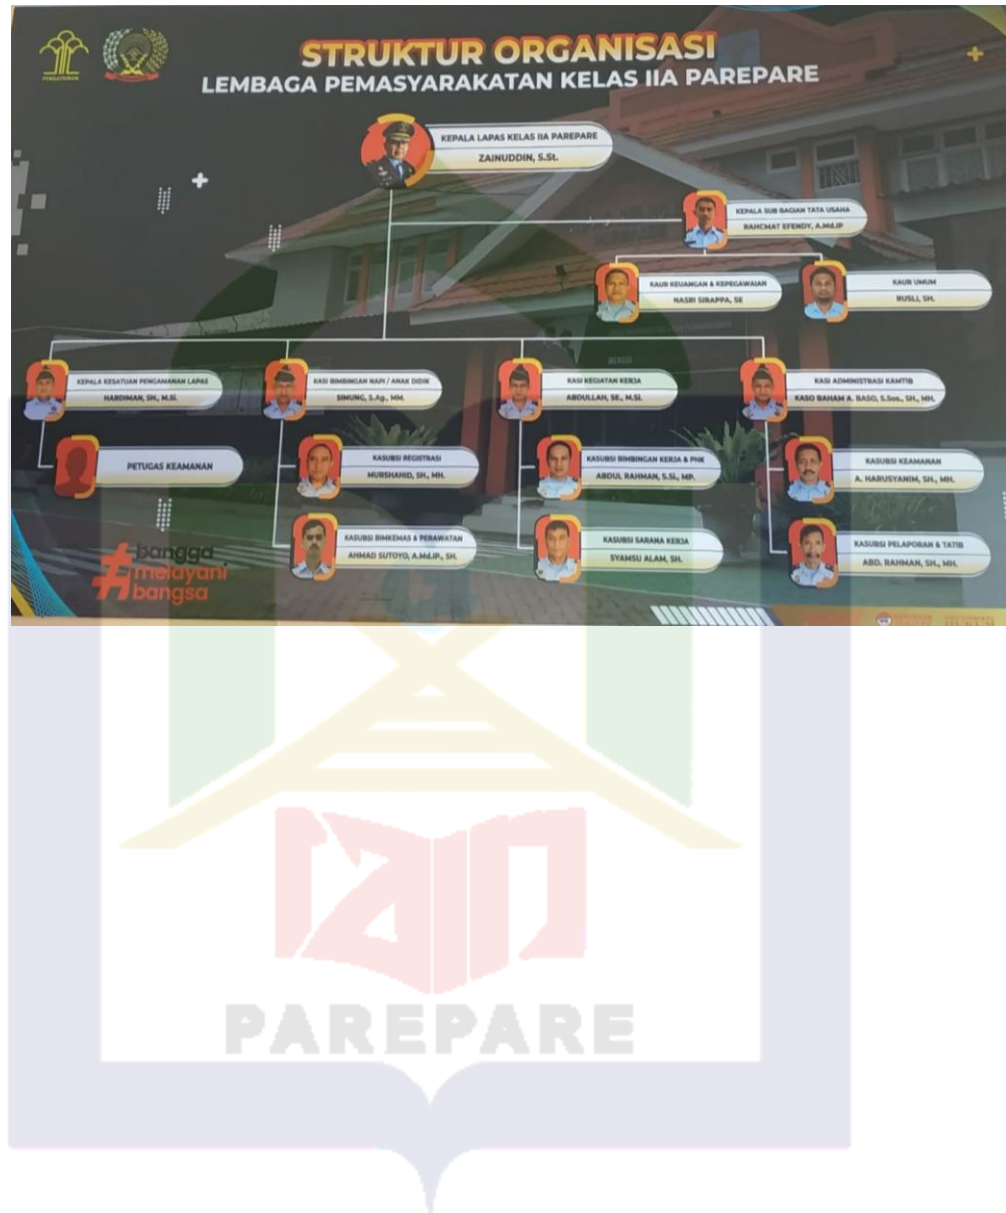 PENGAYOMAN
STRUKTUR ORGANISASI
LEMBAGA PEMASYARAKATAN KELAS IIA PAREPARE
KEPALA LAPAS KELAS IIA PAREPARE
ZAINUDDIN, S.St.
KEPALA SUB BAGIAN TATA USAHA
RAHCMAT EFENDY, A.Md.IP
KAUR KEUANGAN & KEPEGAWAIAN
NASRI SIRAPPA, SE
KAUR UMUM
RUSLI, SH.
KEPALA KESATUAN PENGAMANAN LAPAS
HARDIMAN, SH., M.Si.
KASI BIMBINGAN NAPI / ANAK DIDIK
SIMUNG, S.Ag., MM.
KASI KEGIATAN KERJA
ABDULLAH, SE., M.Si.
KASI ADMINISTRASI KAMTIB
KASO BAHAM A. BASO, S.Sos., SH., MH.
PETUGAS KEAMANAN
KASUBSI REGISTRASI
MURSHAHID, SH., MH.
KASUBSI BIMBINGAN KERJA & PHK
ABDUL RAHMAN, S.Si., MP.
KASUBSI KEAMANAN
A. HARUSYANIM, SH., MH.
KASUBSI BIMKEMAS & PERAWATAN
AHMAD SUTOYO, A.Md.IP., SH.
KASUBSI SARANA KERJA
SYAMSU ALAM, SH.
KASUBSI PELAPORAN & TATIB
ABD. RAHMAN, SH., MH.
#bangga
melayani
bangsa
iain
PAREPARE